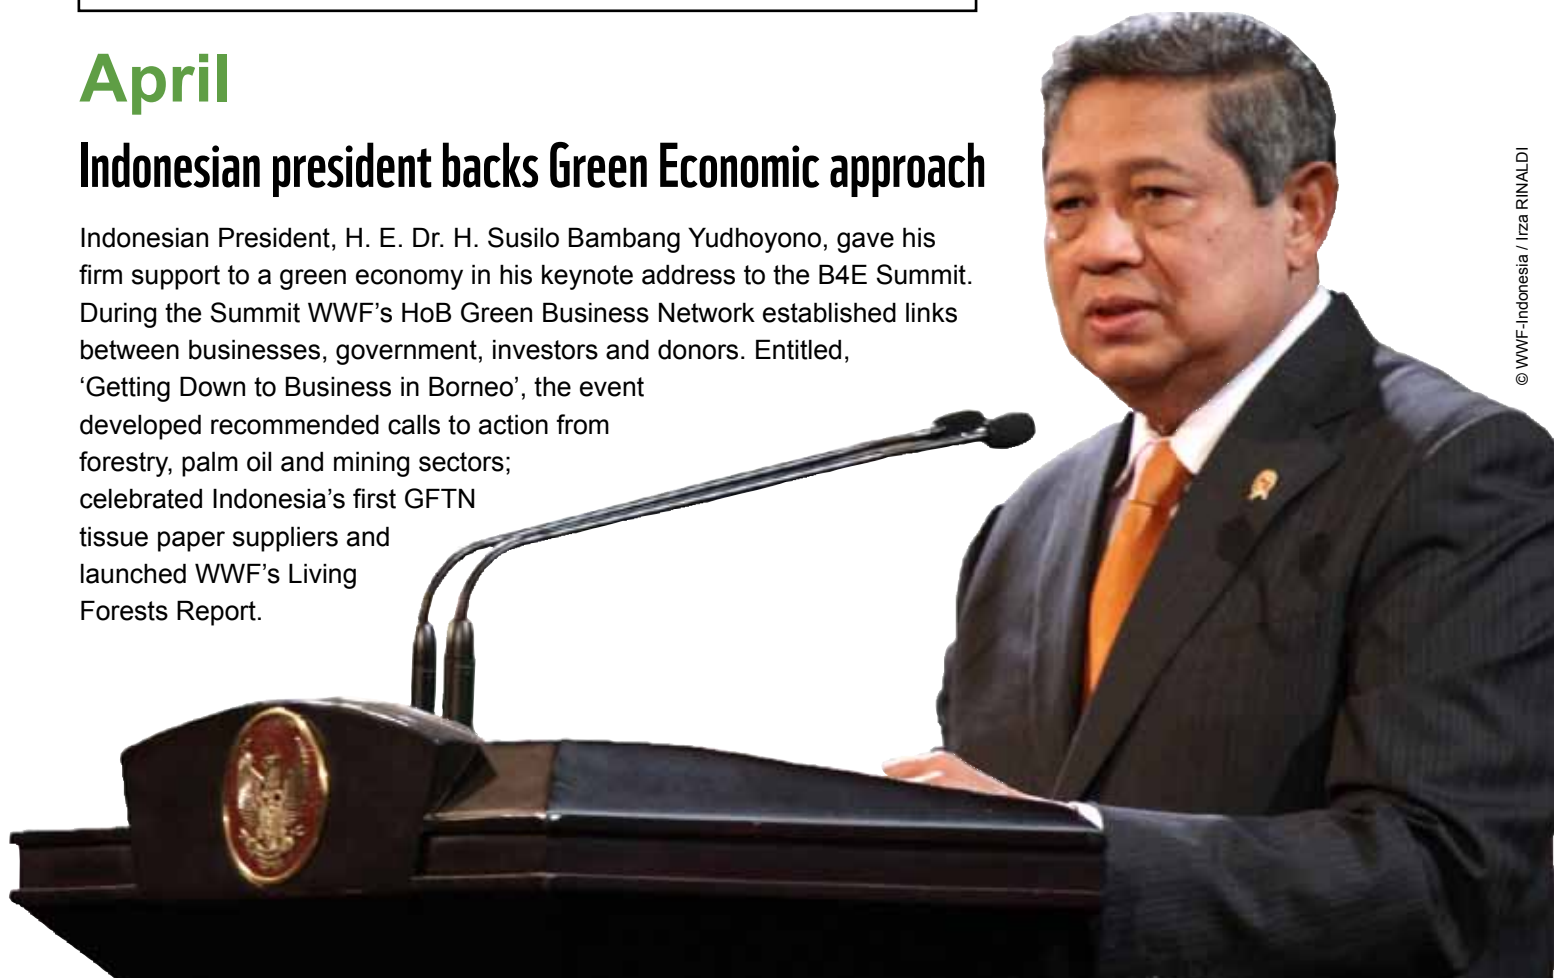 April
Indonesian president backs Green Economic approach
Indonesian President, H. E. Dr. H. Susilo Bambang Yudhoyono, gave his
firm support to a green economy in his keynote address to the B4E Summit.
During the Summit WWF’s HoB Green Business Network established links
between businesses, government, investors and donors. Entitled,
‘Getting Down to Business in Borneo’, the event
developed recommended calls to action from
forestry, palm oil and mining sectors;
celebrated Indonesia’s first GFTN
tissue paper suppliers and
launched WWF’s Living
Forests Report.
© WWF-Indonesia / Irza RINALDI